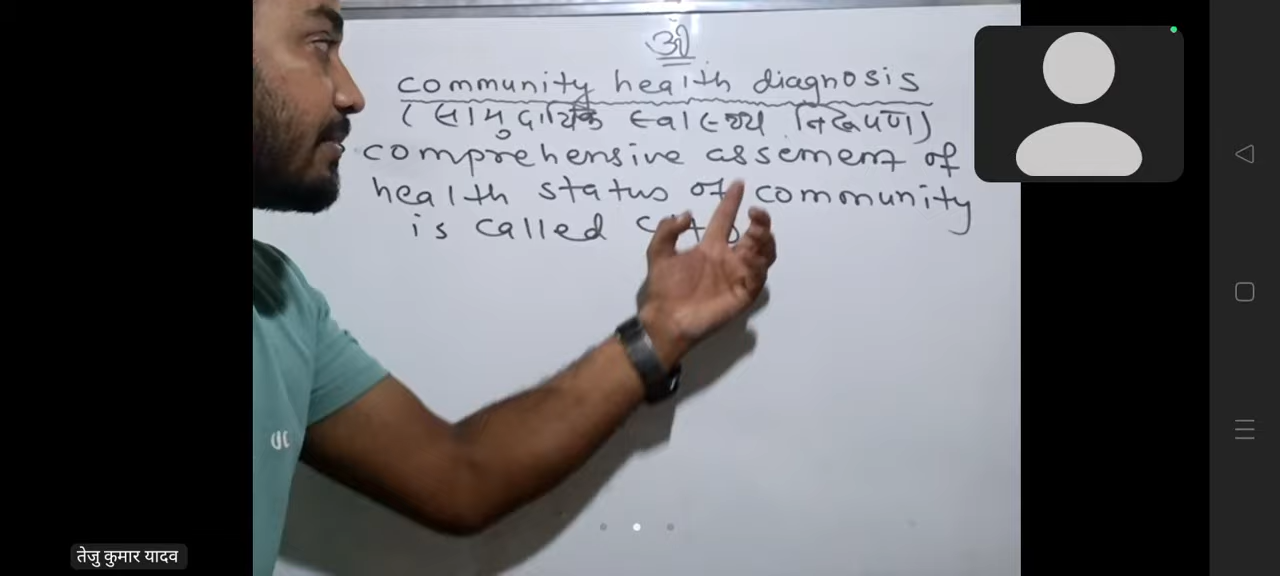 ओं
community health diagnosis
(सामुदायिक स्वास्थ्य निरूपण)
comprehensive assement of
health status of community
is called
तेजु कुमार यादव